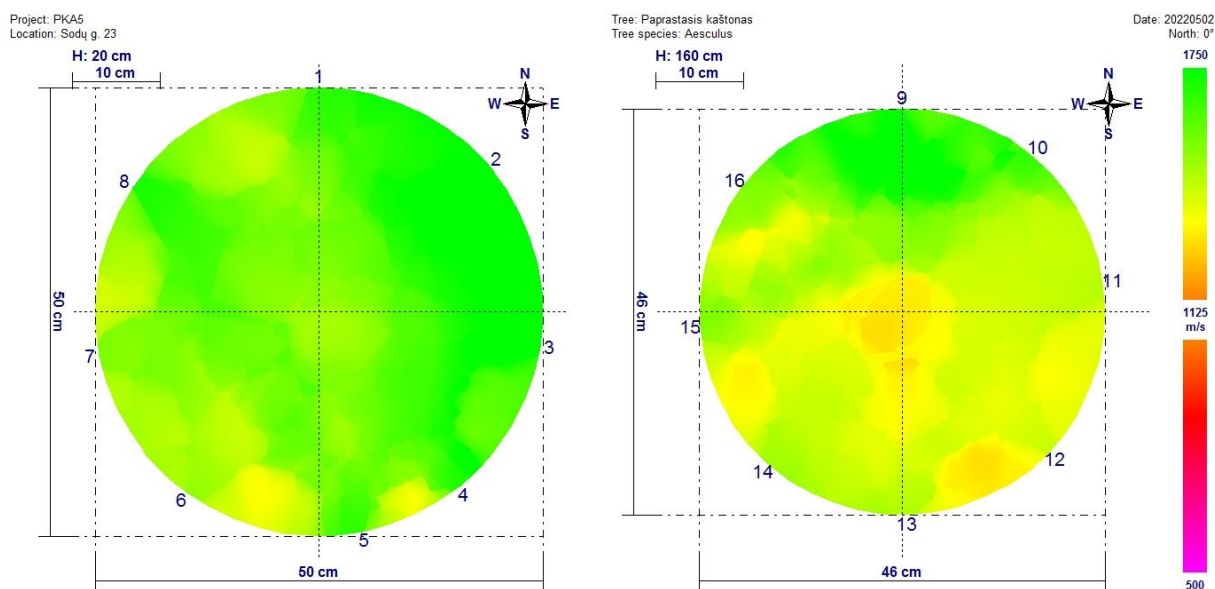 Project: PKA5
Location: Sodų g. 23
Tree: Paprastasis kaštonas
Tree species: Aesculus
Date: 20220502
North: 0°
H: 20 cm
10 cm
N
W E
S
50 cm
1
2
3
4
5
6
7
8
50 cm
H: 160 cm
10 cm
N
W E
S
46 cm
9
10
11
12
13
14
15
16
46 cm
1750
1125
m/s
500